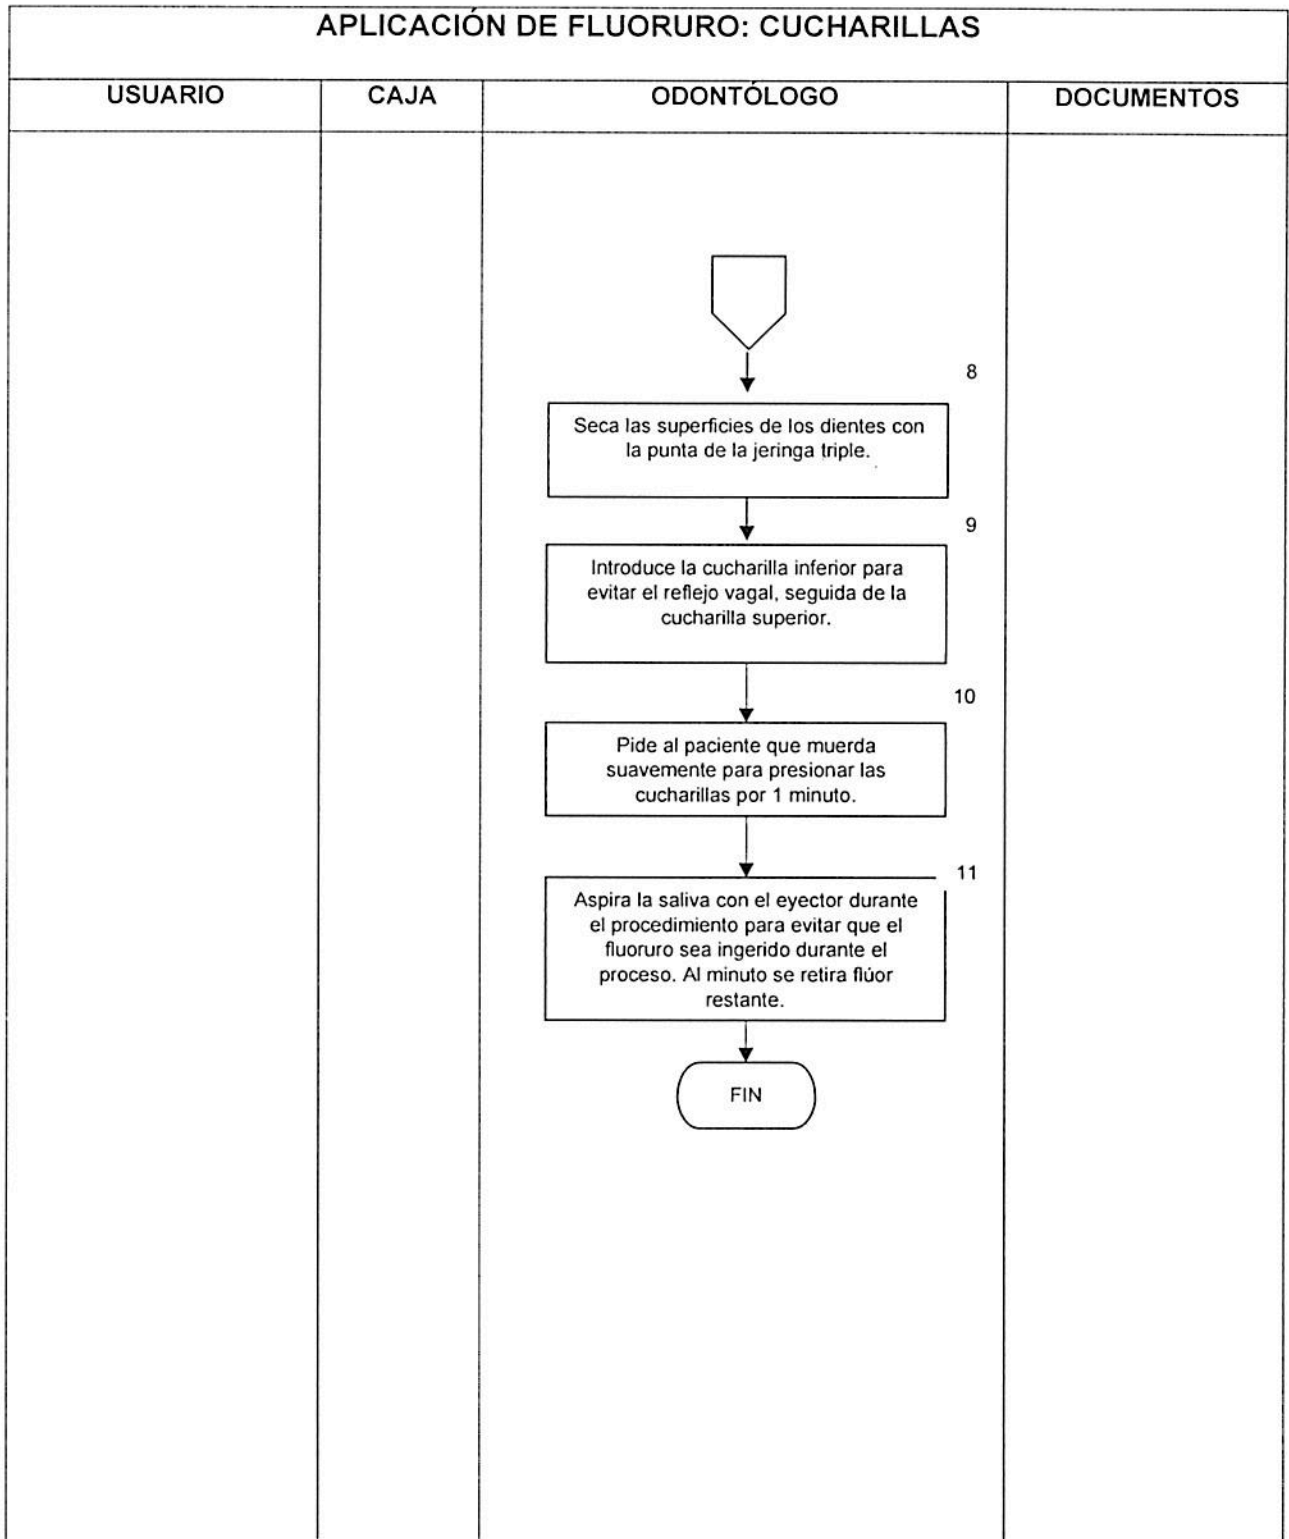 APLICACIÓN DE FLUORURO: CUCHARILLAS
USUARIO
CAJA
ODONTÓLOGO
DOCUMENTOS
8
Seca las superficies de los dientes con
la punta de la jeringa triple.
9
Introduce la cucharilla inferior para
evitar el reflejo vagal, seguida de la
cucharilla superior.
10
Pide al paciente que muerda
suavemente para presionar las
cucharillas por 1 minuto.
11
Aspira la saliva con el eyector durante
el procedimiento para evitar que el
fluoruro sea ingerido durante el
proceso. Al minuto se retira flúor
restante.
FIN